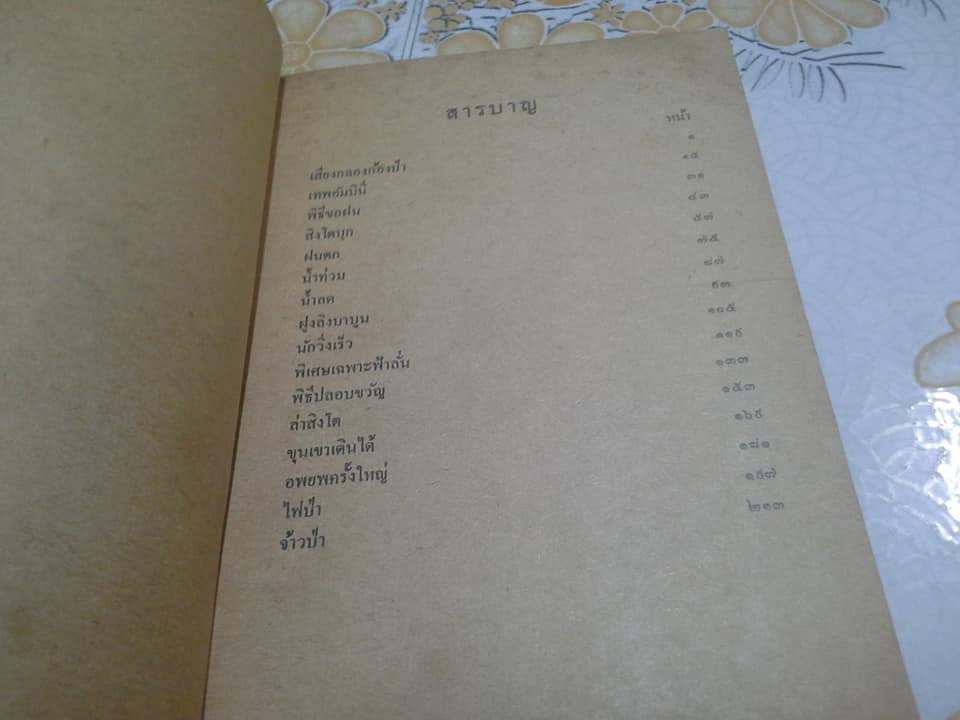 สารบาญ
หน้า
เสียงกลองก้องป่า ๑
เทพธัมบินี่ ๑๕
พิธีขอฝน ๓๑
สิงโตบุก ๔๓
ฝนตก ๕๗
น้ำท่วม ๗๕
น้ำลด ๘๗
ฝูงลิงบาบูน ๙๓
นักวิ่งเร็ว ๑๐๕
พิเศษเฉพาะฟ้าลั่น ๑๑๙
พิธีปลอบขวัญ ๑๓๗
ล่าสิงโต ๑๕๓
ขุนเขาเดินได้ ๑๖๙
อพยพครั้งใหญ่ ๑๘๑
ไฟป่า ๑๙๗
จ้าวป่า ๒๑๓